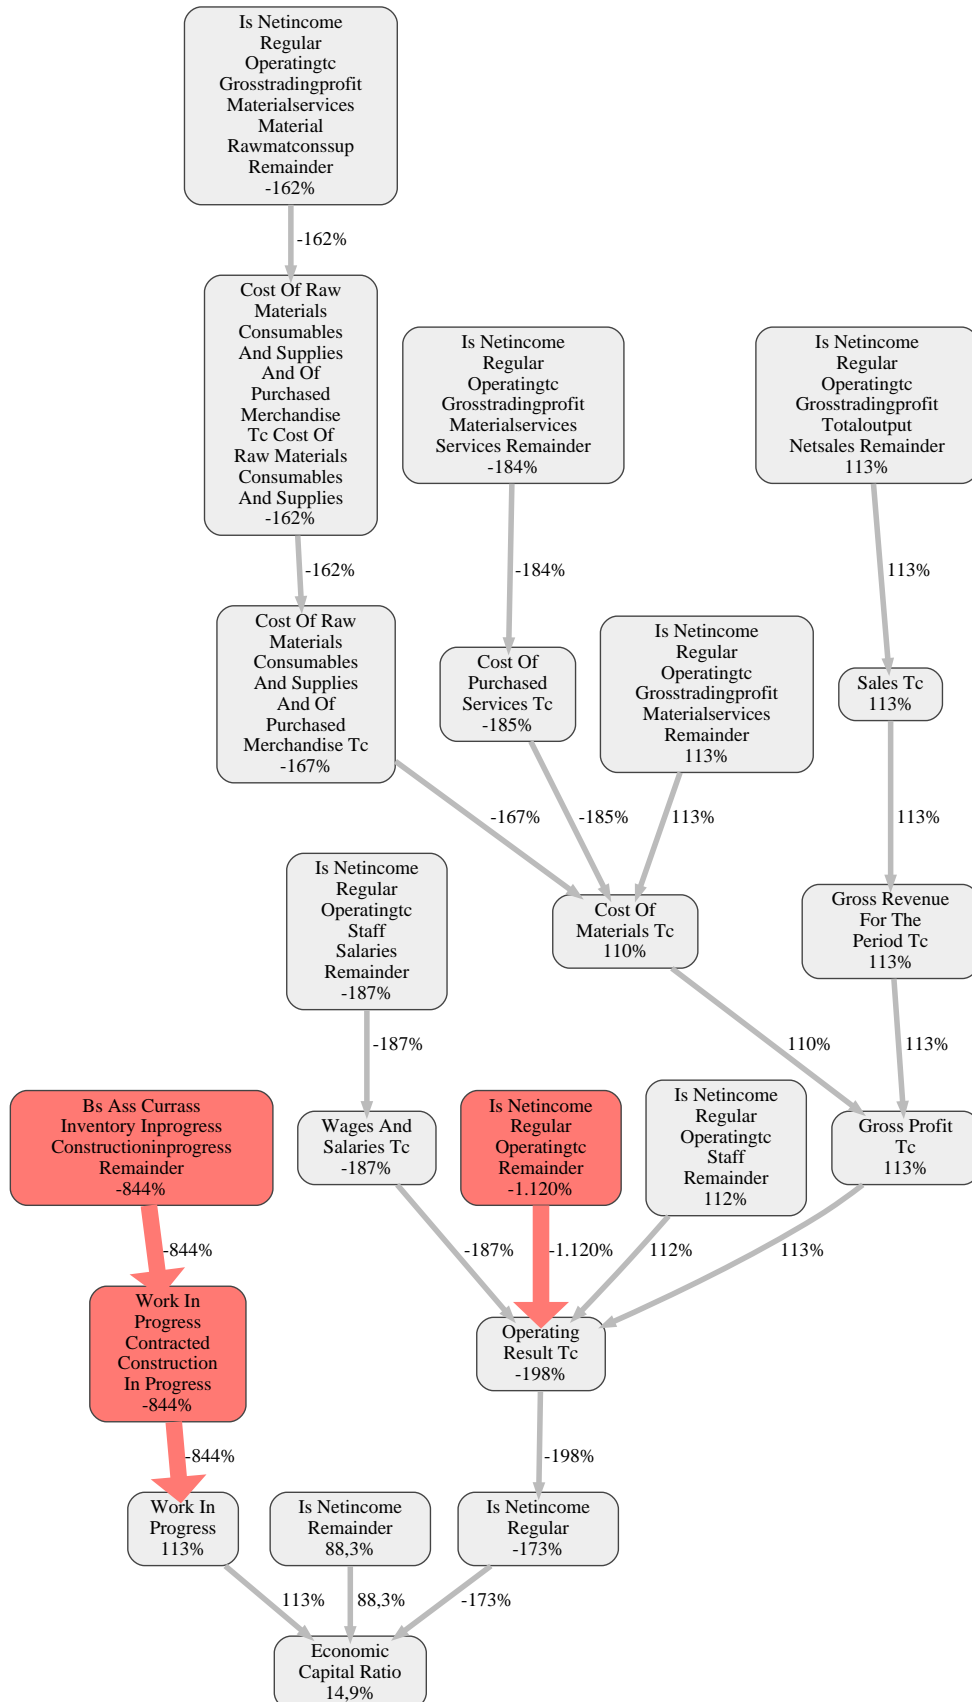 Is Netincome
Regular
Operatingtc
Grosstradingprofit
Materialservices
Material
Rawmatconssup
Remainder
-162%
-162%
Cost Of Raw
Materials
Consumables
And Supplies
And Of
Purchased
Merchandise
Tc Cost Of
Raw Materials
Consumables
And Supplies
-162%
Is Netincome
Regular
Operatingtc
Grosstradingprofit
Materialservices
Services Remainder
-184%
Is Netincome
Regular
Operatingtc
Grosstradingprofit
Totaloutput
Netsales Remainder
113%
-162%
-184%
113%
Cost Of Raw
Materials
Consumables
And Supplies
And Of
Purchased
Merchandise Tc
-167%
Cost Of
Purchased
Services Tc
-185%
Is Netincome
Regular
Operatingtc
Grosstradingprofit
Materialservices
Remainder
113%
Sales Tc
113%
-167%
-185%
113%
113%
Is Netincome
Regular
Operatingtc
Staff
Salaries
Remainder
-187%
Cost Of
Materials Tc
110%
Gross Revenue
For The
Period Tc
113%
-187%
110%
113%
Bs Ass Currass
Inventory Inprogress
Constructioninprogress
Remainder
-844%
Wages And
Salaries Tc
-187%
Is Netincome
Regular
Operatingtc
Remainder
-1.120%
Is Netincome
Regular
Operatingtc
Staff
Remainder
112%
Gross Profit
Tc
113%
-844%
-187%
-1.120%
112%
113%
Work In
Progress
Contracted
Construction
In Progress
-844%
Operating
Result Tc
-198%
-844%
-198%
Work In
Progress
113%
Is Netincome
Remainder
88,3%
Is Netincome
Regular
-173%
113%
88,3%
-173%
Economic
Capital Ratio
14,9%